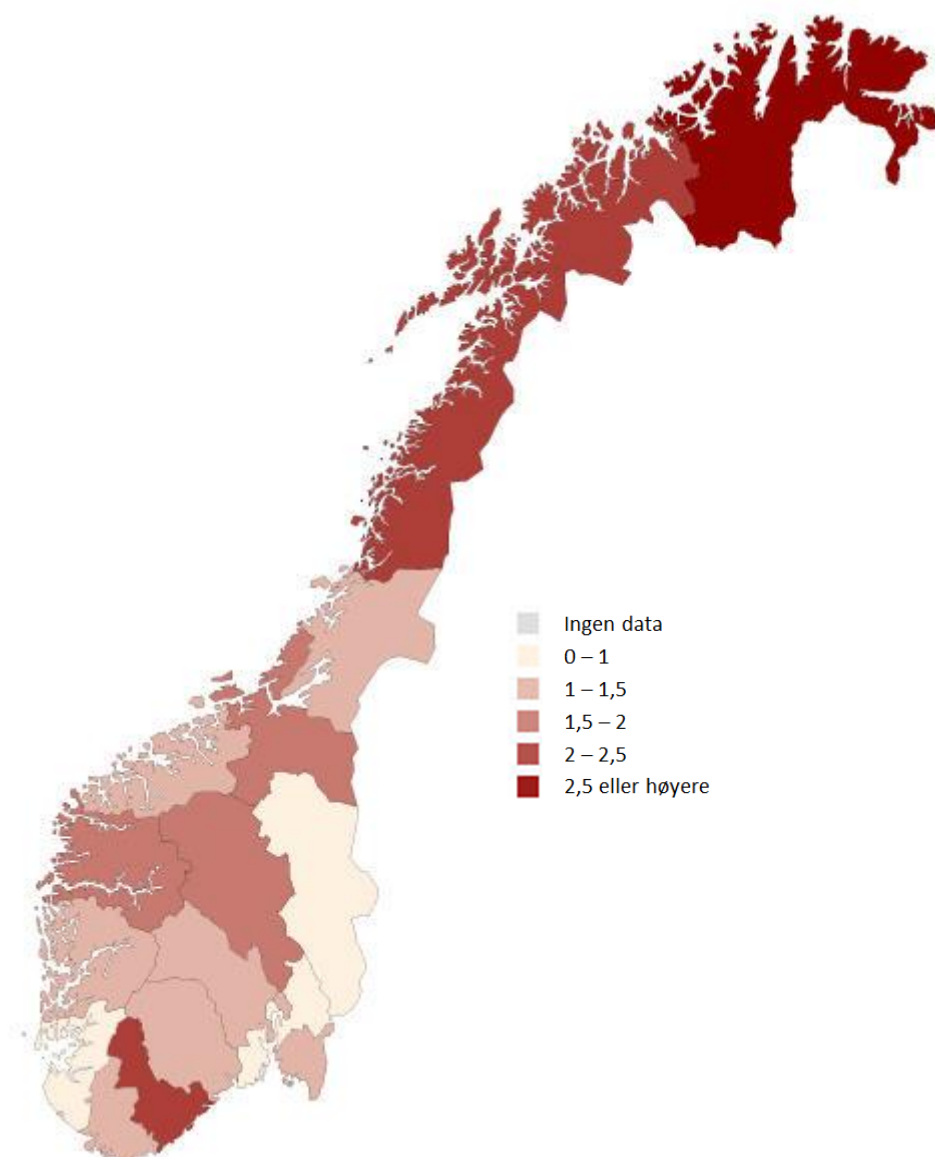 Ingen data
0 – 1
1 – 1,5
1,5 – 2
2 – 2,5
2,5 eller høyere